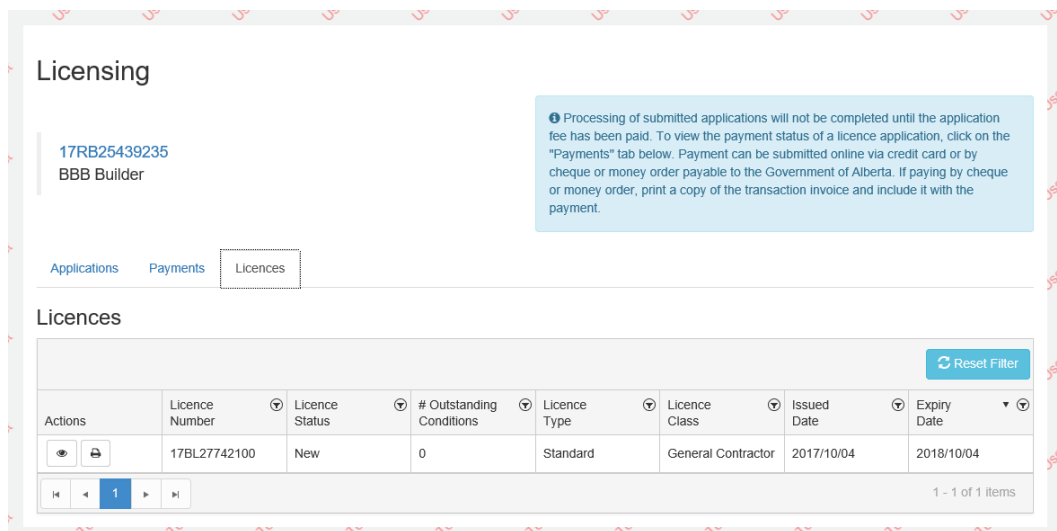 Licensing
17RB25439235
BBB Builder
Processing of submitted applications will not be completed until the application
fee has been paid. To view the payment status of a licence application, click on the
"Payments" tab below. Payment can be submitted online via credit card or by
cheque or money order payable to the Government of Alberta. If paying by cheque
or money order, print a copy of the transaction invoice and include it with the
payment.
Applications Payments Licences
Licences
Reset Filter
Actions Licence Number Licence Status # Outstanding Conditions Licence Type Licence Class Issued Date Expiry Date
17BL27742100 New 0 Standard General Contractor 2017/10/04 2018/10/04
1 1 - 1 of 1 items